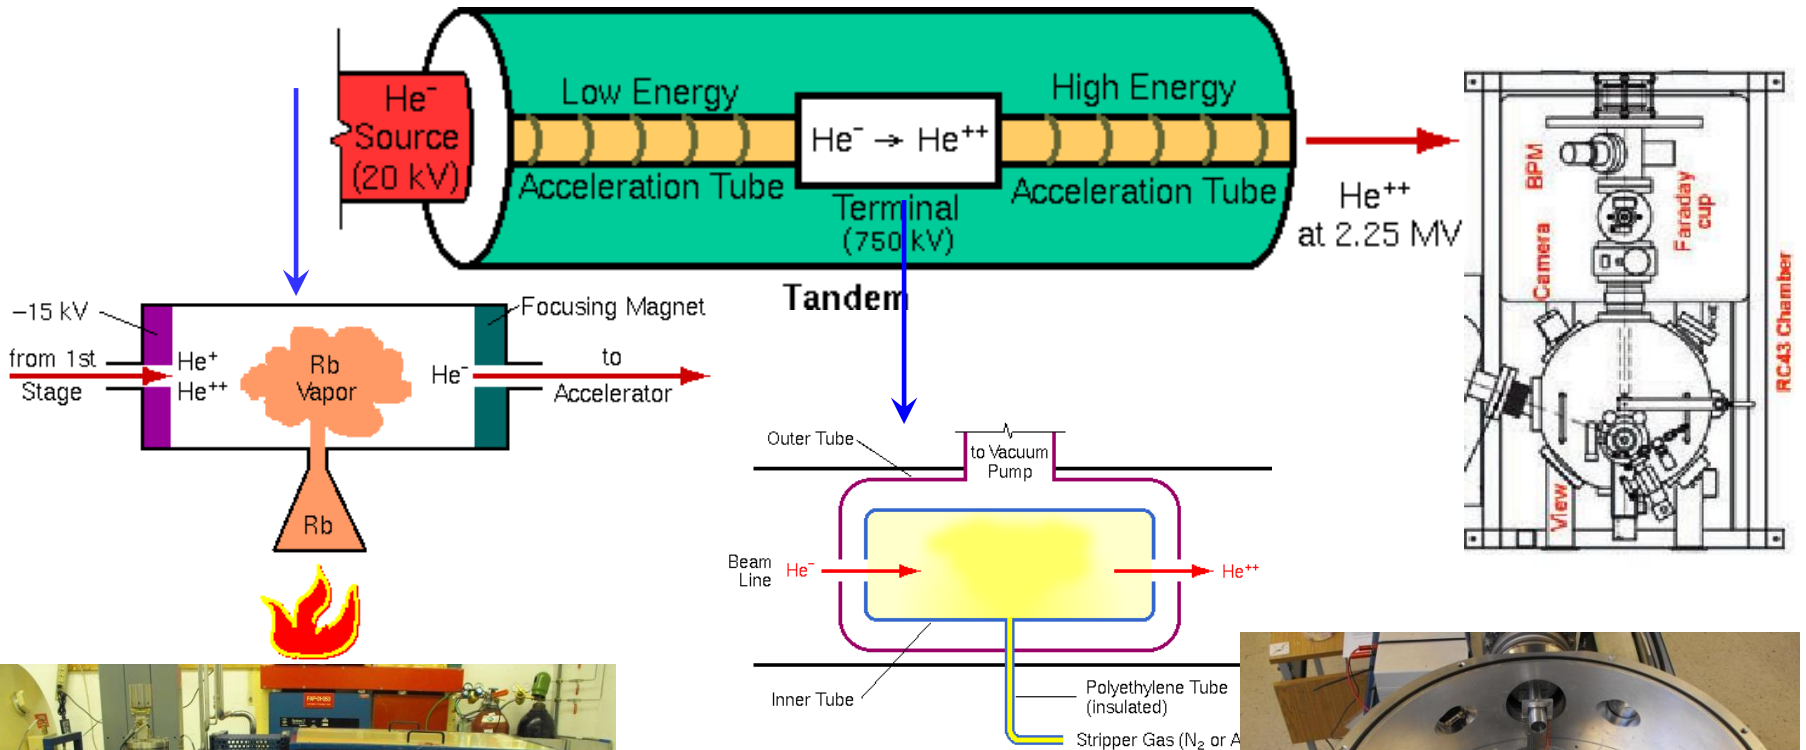 He⁻
Source
(20 kV)
Low Energy
Acceleration Tube
He⁻ → He⁺⁺
Terminal
(750 kV)
High Energy
Acceleration Tube
He⁺⁺
at 2.25 MV
Tandem
−15 kV
Focusing Magnet
from 1st
Stage
He⁺
He⁺⁺
Rb
Vapor
He⁻
to
Accelerator
Rb
Outer Tube
to Vacuum
Pump
Beam
Line
He⁻
He⁺⁺
Inner Tube
Polyethylene Tube
(insulated)
Stripper Gas (N₂ or A
BPM
Faraday
cup
Camera
View
RC43 Chamber